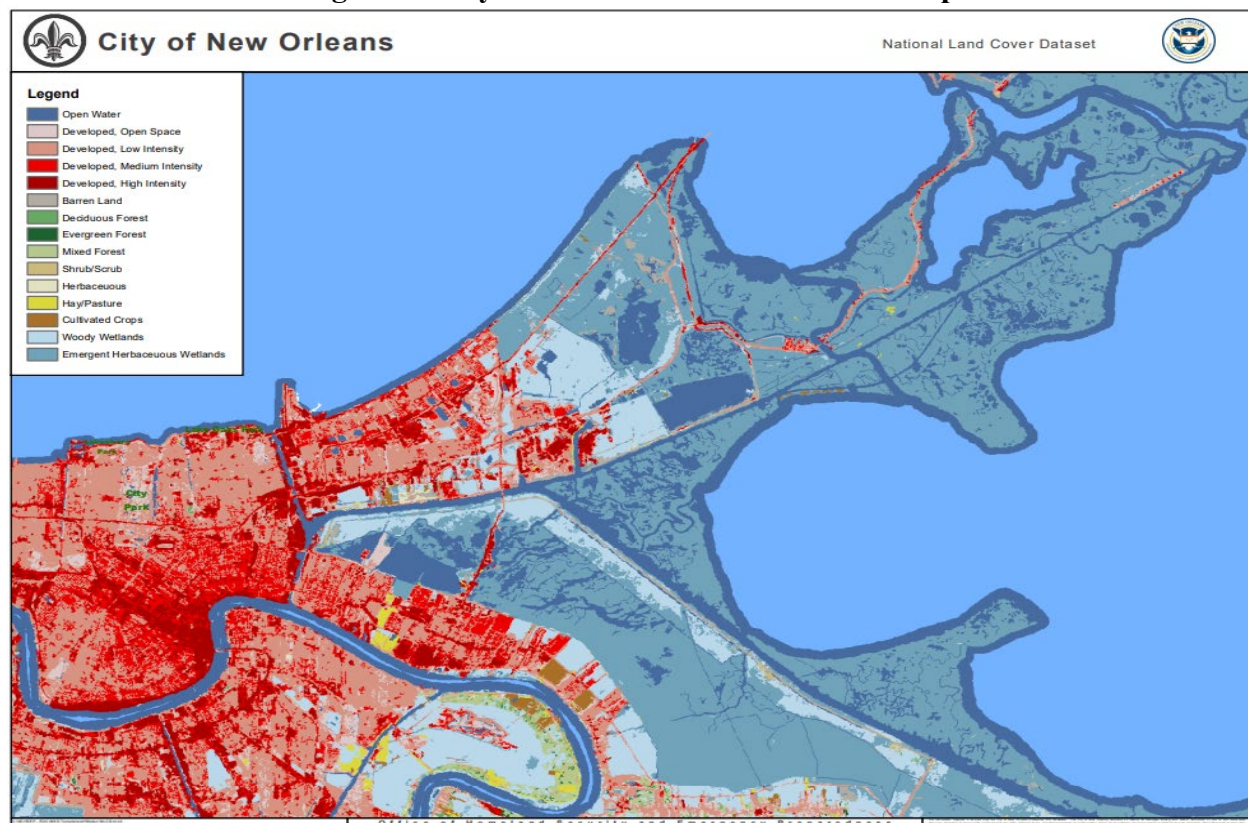 City of New Orleans
National Land Cover Dataset
Legend
Open Water
Developed, Open Space
Developed, Low Intensity
Developed, Medium Intensity
Developed, High Intensity
Barren Land
Deciduous Forest
Evergreen Forest
Mixed Forest
Shrub/Scrub
Herbaceuous
Hay/Pasture
Cultivated Crops
Woody Wetlands
Emergent Herbaceuous Wetlands
Park
City
Park